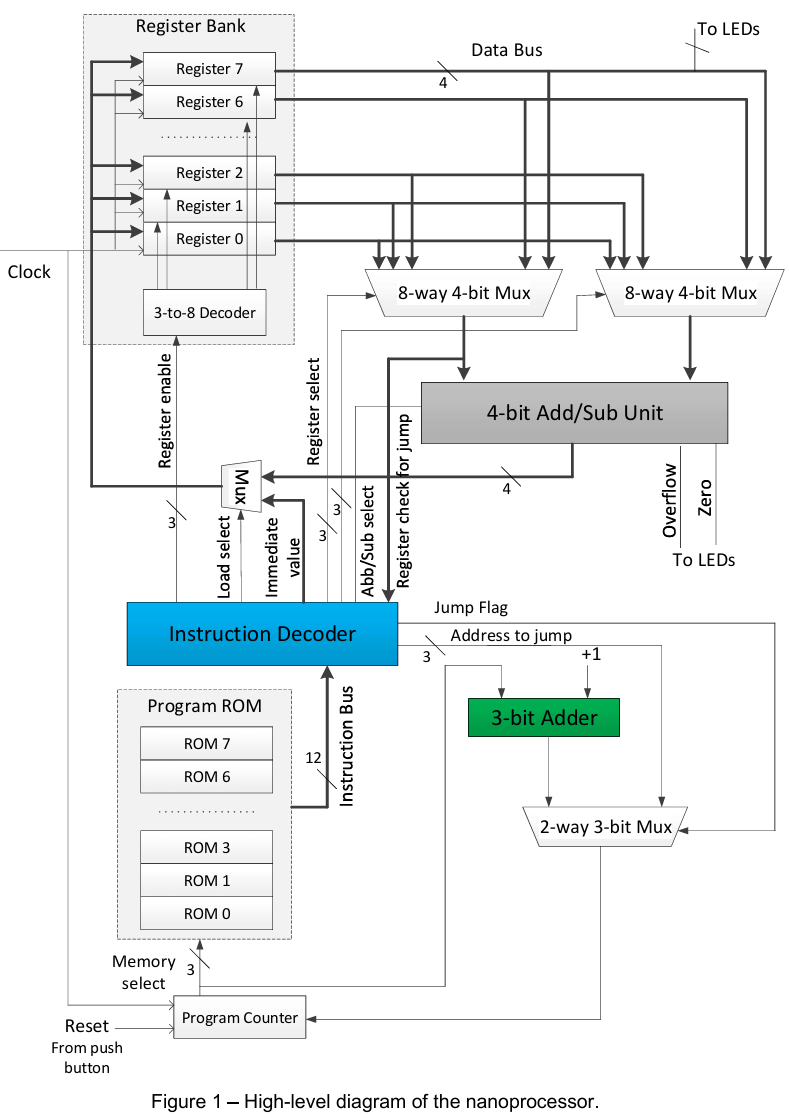 Register Bank
To LEDs
Data Bus
Register 7
4
Register 6
....................
Register 2
Register 1
Register 0
Clock
8-way 4-bit Mux
8-way 4-bit Mux
3-to-8 Decoder
Register enable
Register select
4-bit Add/Sub Unit
Mux
4
3
3
3
Load select
Immediate
value
Abb/Sub select
Register check for jump
Overflow
Zero
To LEDs
Instruction Decoder
Jump Flag
Address to jump
3
+1
Program ROM
3-bit Adder
ROM 7
ROM 6
12
Instruction Bus
....................
2-way 3-bit Mux
ROM 3
ROM 1
ROM 0
Memory
select
3
Program Counter
Reset
From push
button
Figure 1 – High-level diagram of the nanoprocessor.